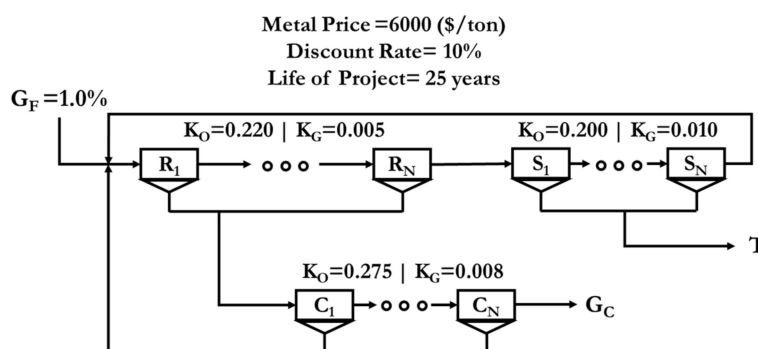 Metal Price =6000 ($/ton)
Discount Rate= 10%
Life of Project= 25 years
G_F =1.0%
K_O=0.220 | K_G=0.005
K_O=0.200 | K_G=0.010
R_1
R_N
S_1
S_N
T
K_O=0.275 | K_G=0.008
C_1
C_N
G_C